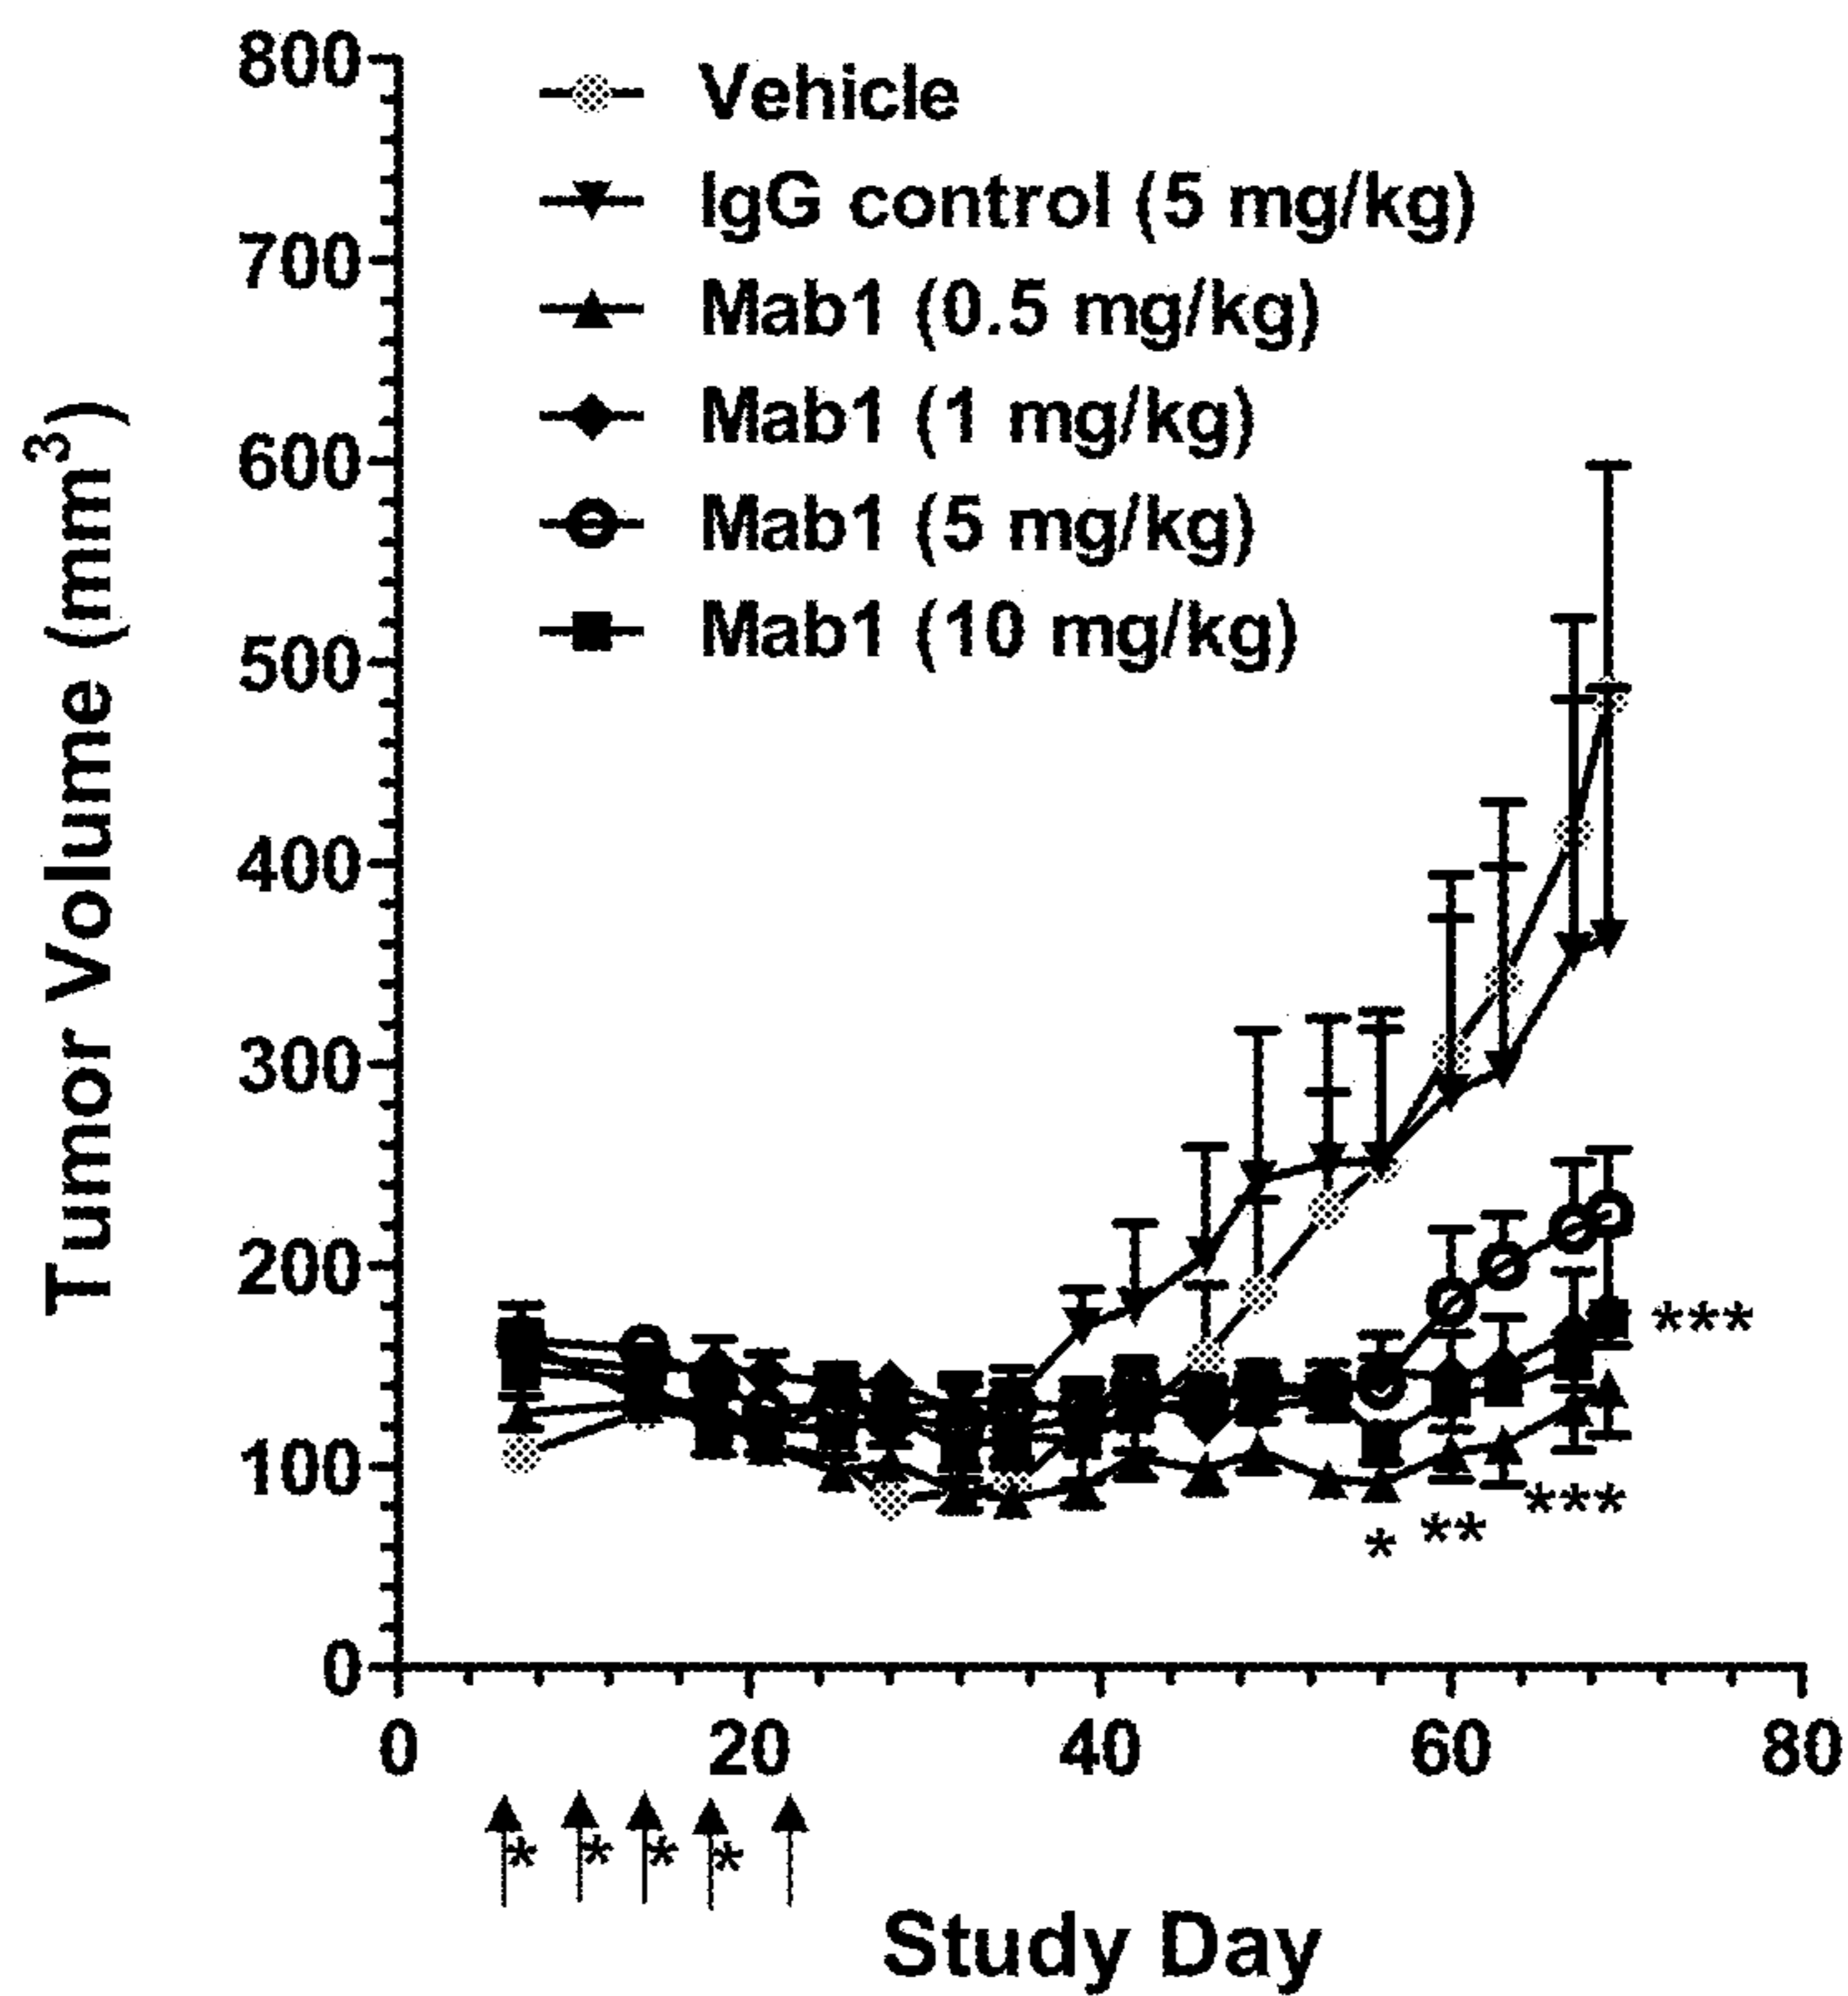 800
700
600
500
400
300
200
100
0
Tumor Volume (mm³)
Vehicle
IgG control (5 mg/kg)
Mab1 (0.5 mg/kg)
Mab1 (1 mg/kg)
Mab1 (5 mg/kg)
Mab1 (10 mg/kg)
***
***
**
*
0 20 40 60 80
* * * *
Study Day